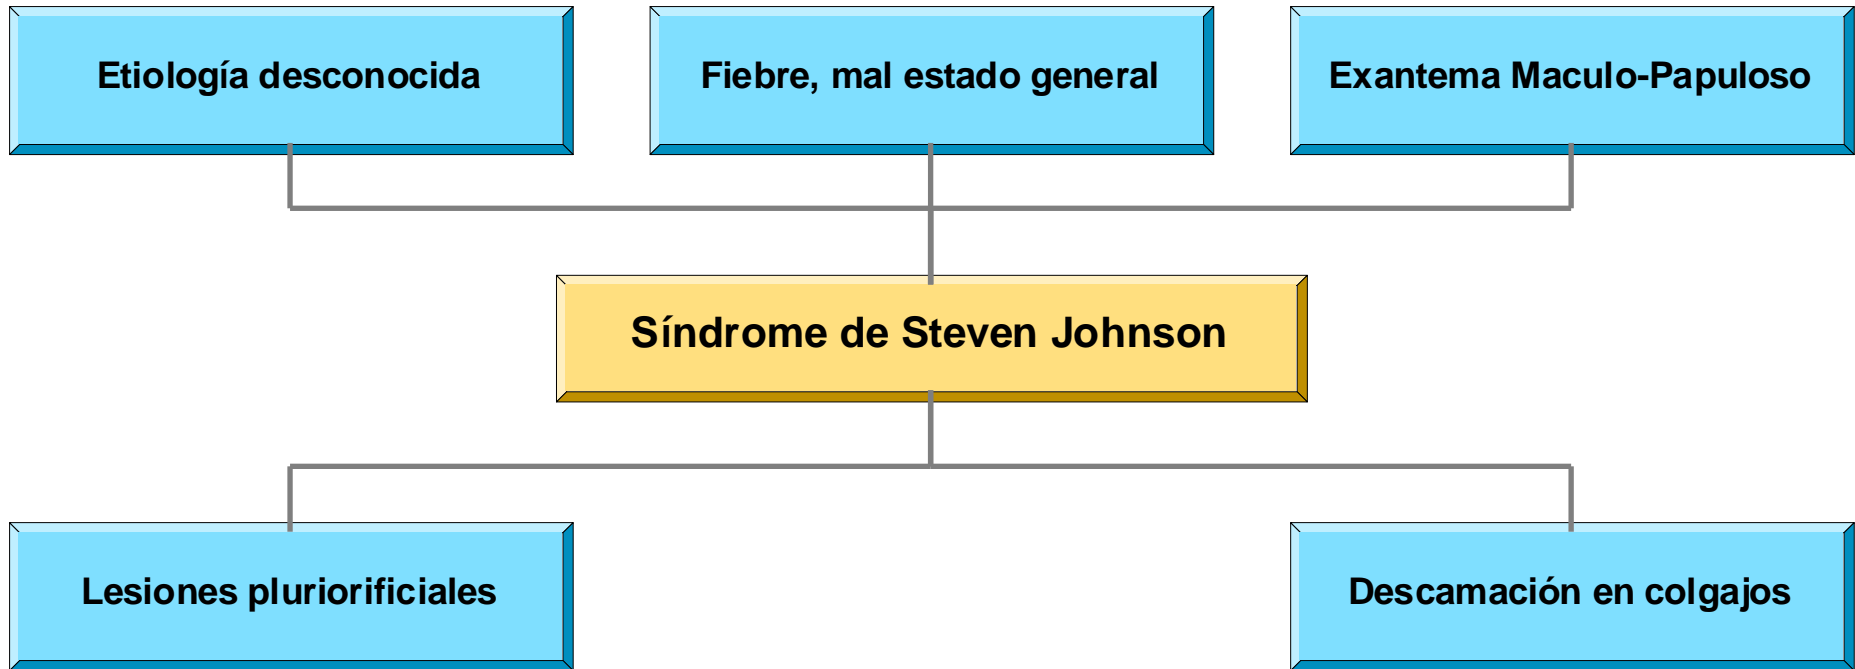 Etiología desconocida
Fiebre, mal estado general
Exantema Maculo-Papuloso
Síndrome de Steven Johnson
Lesiones pluriorificiales
Descamación en colgajos